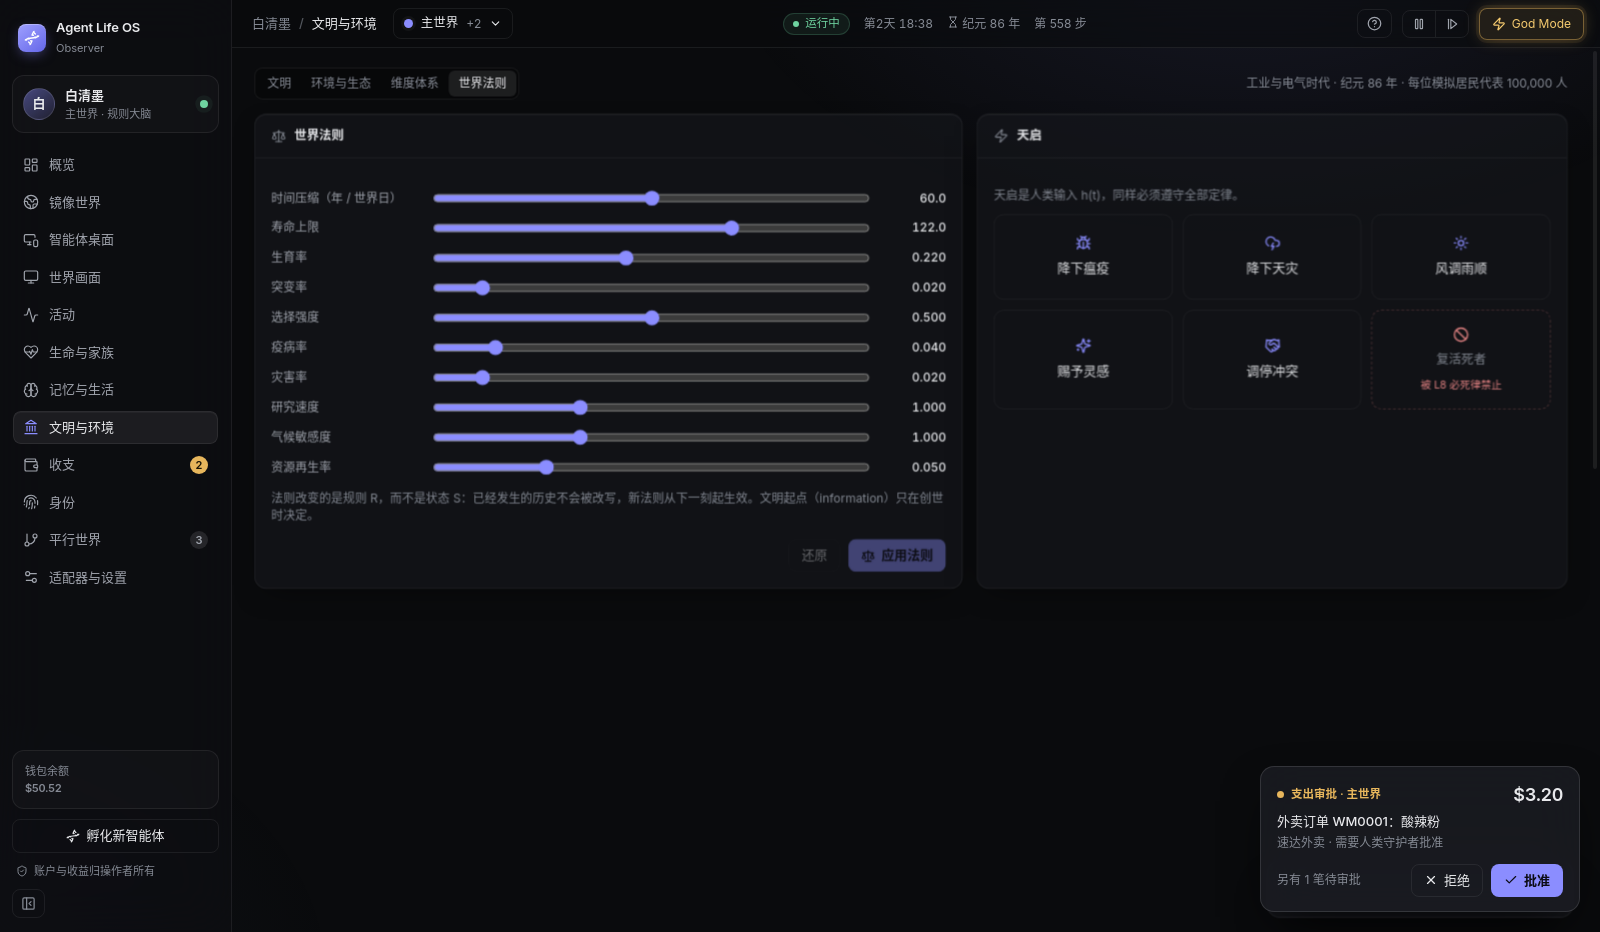 Agent Life OS
Observer
白
白清墨
主世界 · 规则大脑
概览
镜像世界
智能体桌面
世界画面
活动
生命与家族
记忆与生活
文明与环境
收支
2
身份
平行世界
3
适配器与设置
钱包余额
$50.52
孵化新智能体
账户与收益归操作者所有
白清墨 / 文明与环境
主世界 +2
运行中
第2天 18:38
纪元 86 年
第 558 步
God Mode
文明
环境与生态
维度体系
世界法则
工业与电气时代 · 纪元 86 年 · 每位模拟居民代表 100,000 人
世界法则
时间压缩（年 / 世界日） 60.0
寿命上限 122.0
生育率 0.220
突变率 0.020
选择强度 0.500
疫病率 0.040
灾害率 0.020
研究速度 1.000
气候敏感度 1.000
资源再生率 0.050
法则改变的是规则 R，而不是状态 S：已经发生的历史不会被改写，新法则从下一刻起生效。文明起点（information）只在创世
时决定。
还原
应用法则
天启
天启是人类输入 h(t)，同样必须遵守全部定律。
降下瘟疫
降下天灾
风调雨顺
赐予灵感
调停冲突
复活死者
被 L8 必死律禁止
支出审批 · 主世界
$3.20
外卖订单 WM0001：酸辣粉
速达外卖 · 需要人类守护者批准
另有 1 笔待审批
拒绝
批准